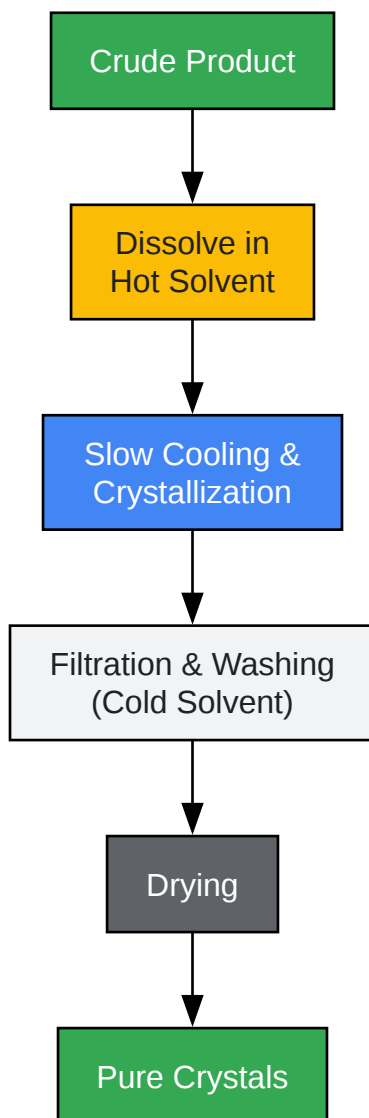 Crude Product
Dissolve in
Hot Solvent
Slow Cooling &
Crystallization
Filtration & Washing
(Cold Solvent)
Drying
Pure Crystals